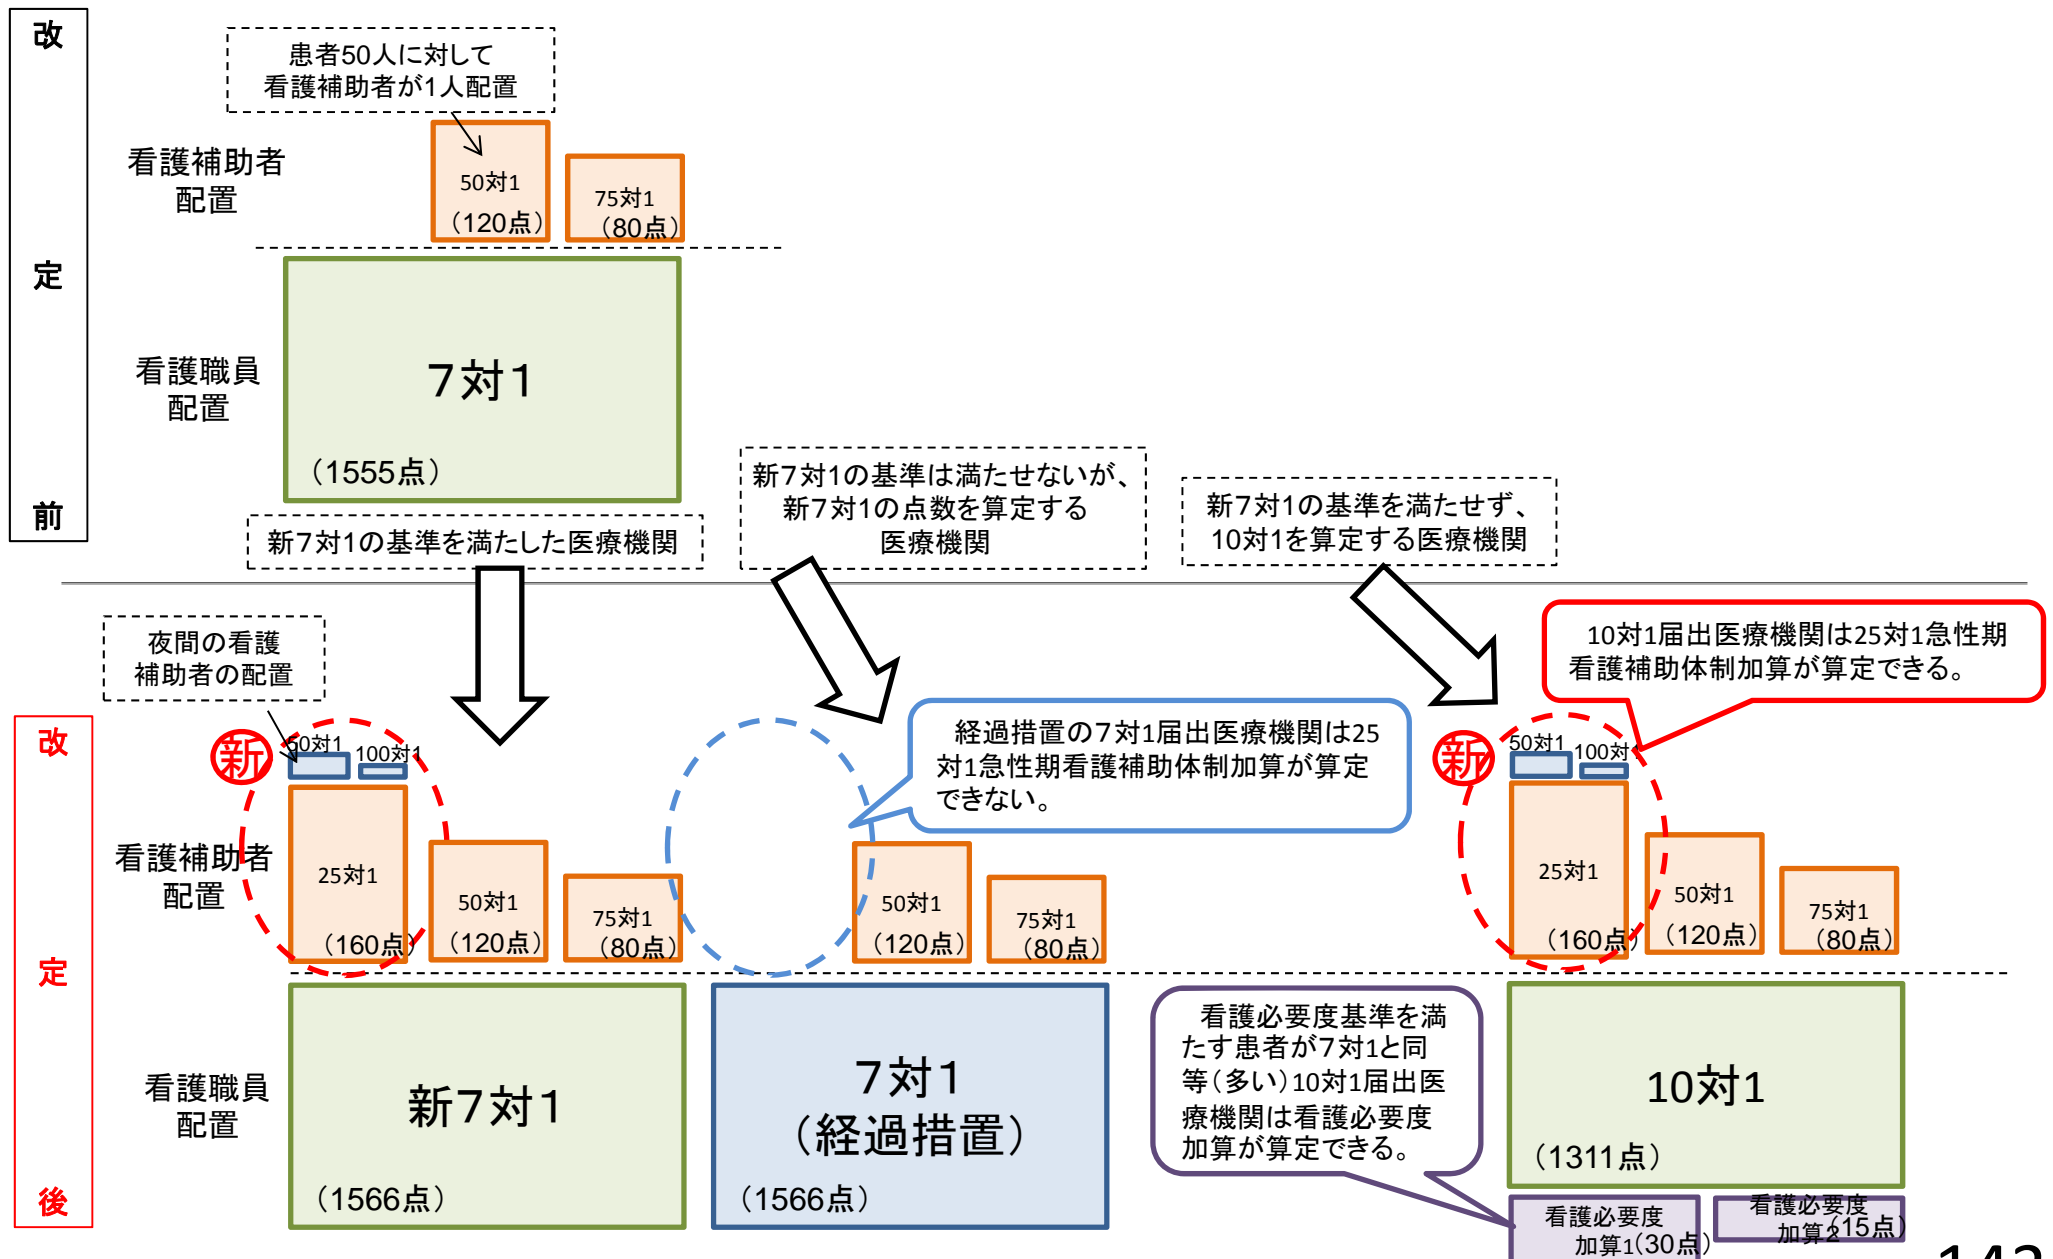 改
定
前
患者50人に対して
看護補助者が1人配置
看護補助者
配置
50対1
（120点）
75対1
（80点）
看護職員
配置
７対１
（1555点）
新７対1の基準を満たした医療機関
新７対1の基準は満たせないが、
新７対1の点数を算定する
医療機関
新７対1の基準を満たせず、
10対1を算定する医療機関
改
定
後
夜間の看護
補助者の配置
新
50対1
100対1
看護補助者
配置
25対1
（160点）
50対1
（120点）
75対1
（80点）
経過措置の７対1届出医療機関は25
対1急性期看護補助体制加算が算定
できない。
50対1
（120点）
75対1
（80点）
10対1届出医療機関は25対1急性期
看護補助体制加算が算定できる。
新
50対1
100対1
25対1
（160点）
50対1
（120点）
75対1
（80点）
看護職員
配置
新７対１
（1566点）
７対１
（経過措置）
（1566点）
看護必要度基準を満
たす患者が７対1と同
等（多い）10対1届出医
療機関は看護必要度
加算が算定できる。
10対1
（1311点）
看護必要度
加算1（30点）
看護必要度
加算2（15点）